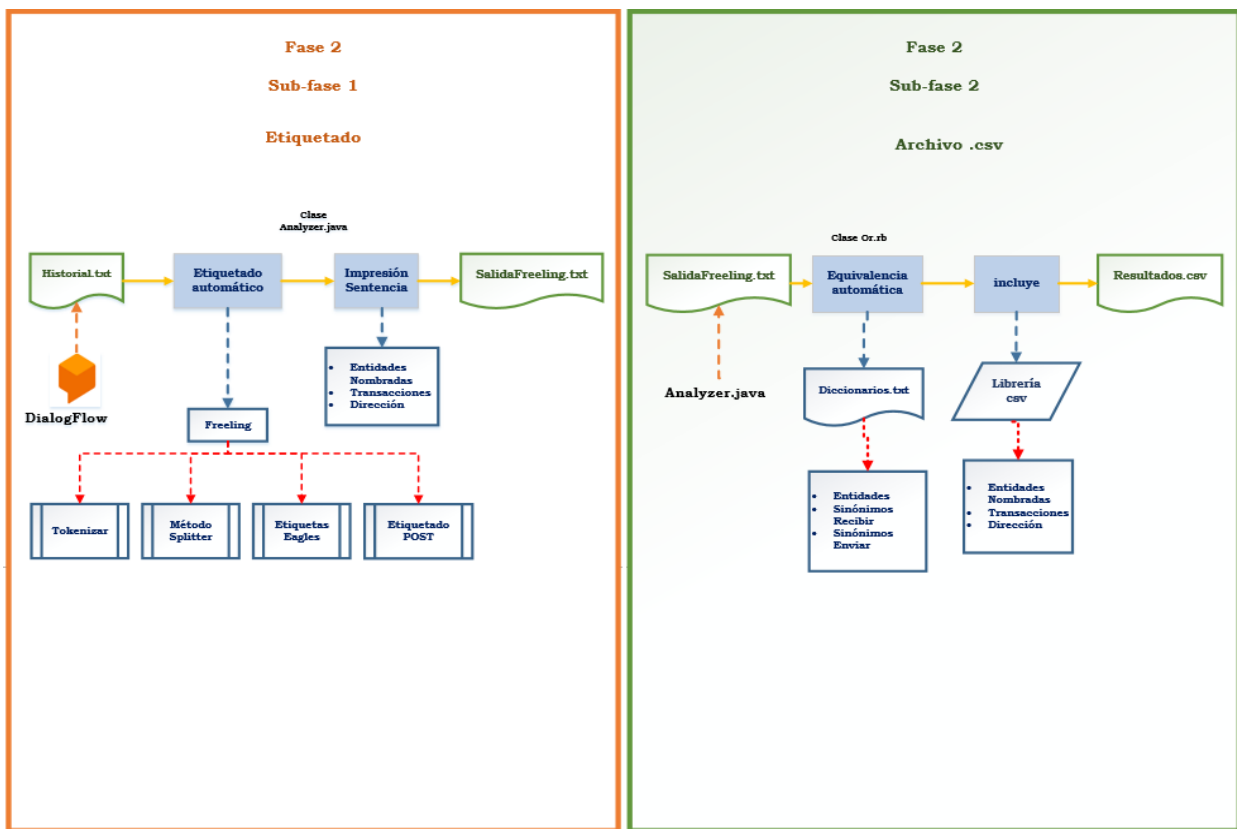 Fase 2
Sub-fase 1
Etiquetado
Clase
Analyzer.java
Historial.txt
Etiquetado
automático
Impresión
Sentencia
SalidaFreeling.txt
DialogFlow
• Entidades
Nombradas
• Transacciones
• Dirección
Freeling
Tokenizar
Método
Splitter
Etiquetas
Eagles
Etiquetado
POST
Fase 2
Sub-fase 2
Archivo .csv
Clase Or.rb
SalidaFreeling.txt
Equivalencia
automática
incluye
Resultados.csv
Analyzer.java
Diccionarios.txt
Librería
csv
• Entidades
• Sinónimos
Recibir
• Sinónimos
Enviar
• Entidades
Nombradas
• Transacciones
• Dirección